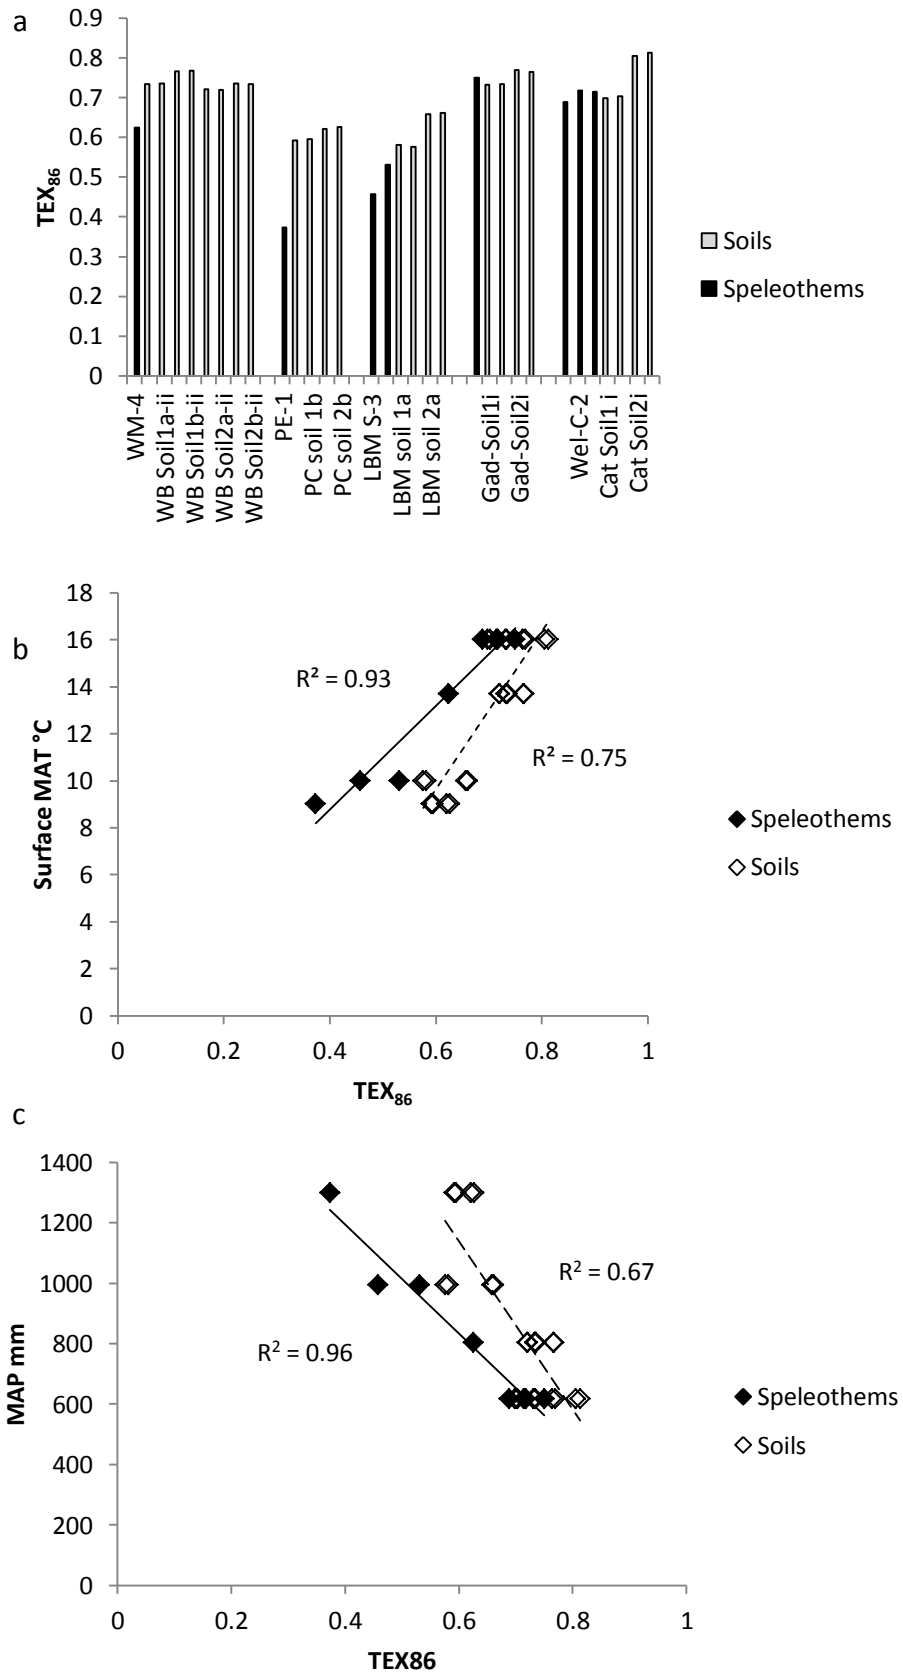 a
0.9
0.8
0.7
0.6
0.5
0.4
0.3
0.2
0.1
0
TEX86
Soils
Speleothems
WM-4
WB Soil1a-ii
WB Soil1b-ii
WB Soil2a-ii
WB Soil2b-ii
PE-1
PC soil 1b
PC soil 2b
LBM S-3
LBM soil 1a
LBM soil 2a
Gad-Soil1i
Gad-Soil2i
Wel-C-2
Cat Soil1 i
Cat Soil2i
b
18
16
14
12
10
8
6
4
2
0
Surface MAT °C
R² = 0.93
R² = 0.75
Speleothems
Soils
0 0.2 0.4 0.6 0.8 1
TEX86
c
1400
1200
1000
800
600
400
200
0
MAP mm
R² = 0.67
R² = 0.96
Speleothems
Soils
0 0.2 0.4 0.6 0.8 1
TEX86